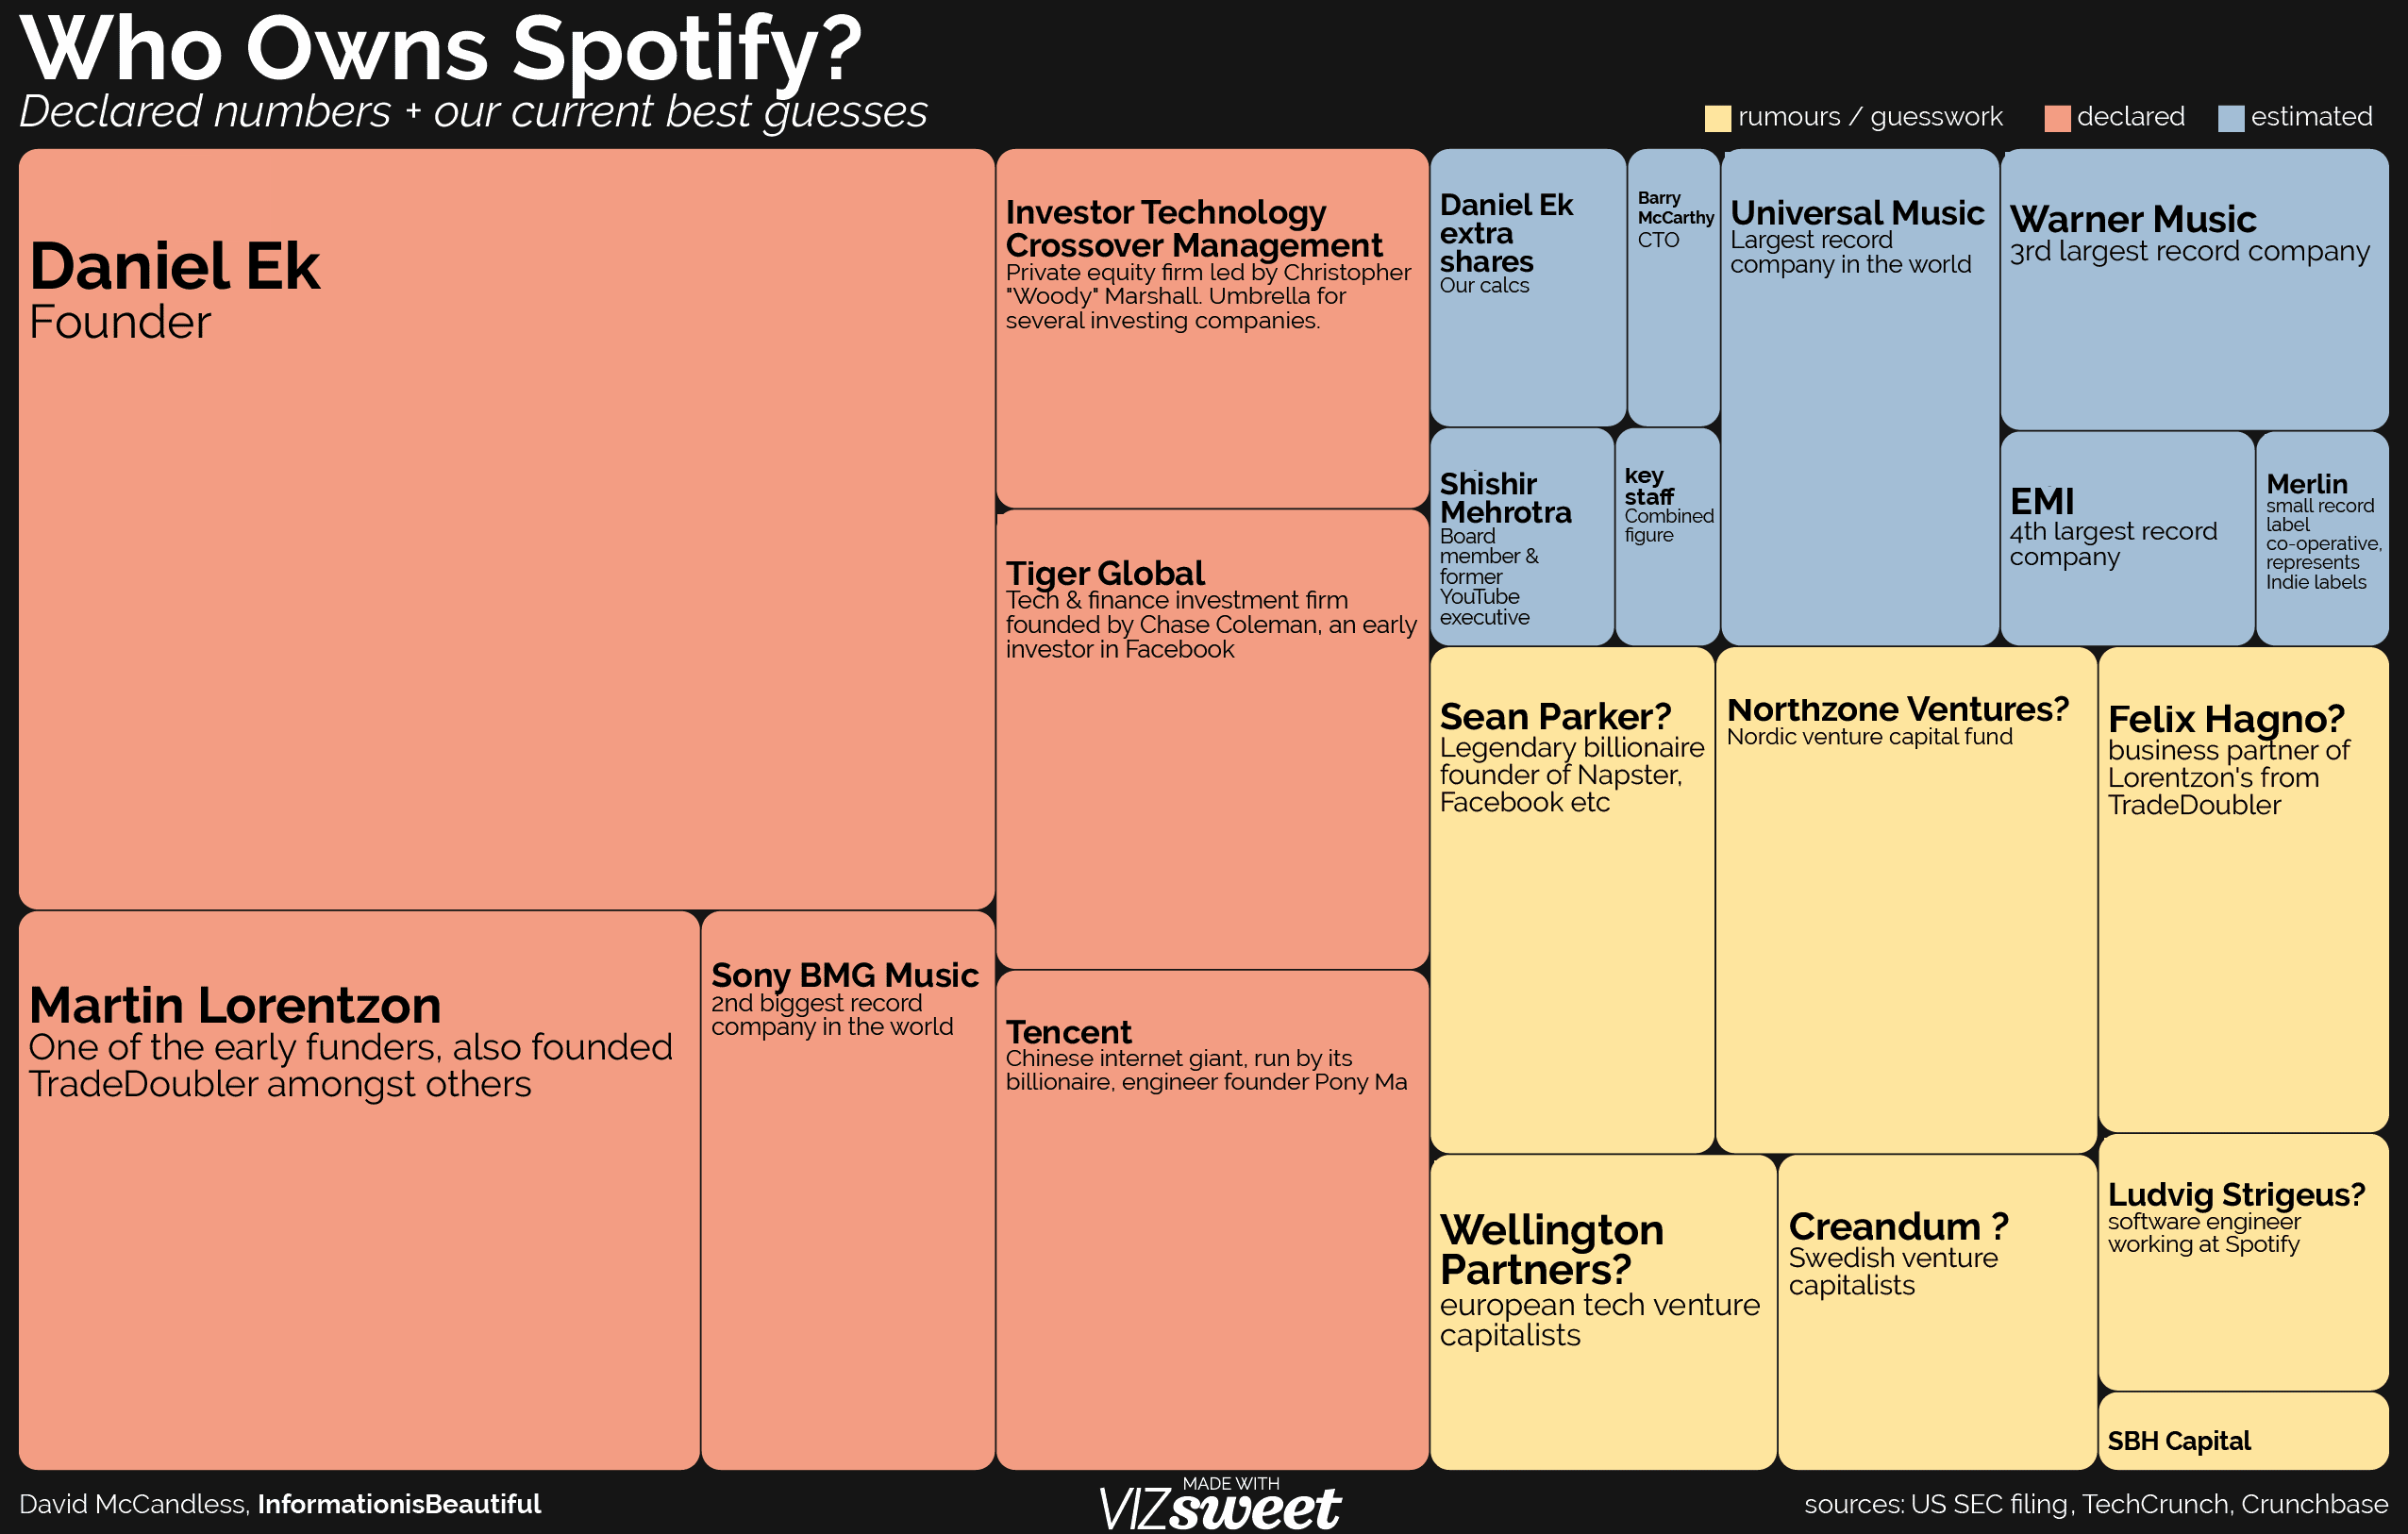 Who Owns Spotify?
Declared numbers + our current best guesses
rumours / guesswork
declared
estimated
Daniel Ek
Founder
Investor Technology
Crossover Management
Private equity firm led by Christopher
"Woody" Marshall. Umbrella for
several investing companies.
Daniel Ek
extra
shares
Our calcs
Barry
McCarthy
CTO
Universal Music
Largest record
company in the world
Warner Music
3rd largest record company
Shishir
Mehrotra
Board
member &
former
YouTube
executive
key
staff
Combined
figure
EMI
4th largest record
company
Merlin
small record
label
co-operative,
represents
Indie labels
Tiger Global
Tech & finance investment firm
founded by Chase Coleman, an early
investor in Facebook
Sean Parker?
Legendary billionaire
founder of Napster,
Facebook etc
Northzone Ventures?
Nordic venture capital fund
Felix Hagno?
business partner of
Lorentzon's from
TradeDoubler
Martin Lorentzon
One of the early funders, also founded
TradeDoubler amongst others
Sony BMG Music
2nd biggest record
company in the world
Tencent
Chinese internet giant, run by its
billionaire, engineer founder Pony Ma
Wellington
Partners?
european tech venture
capitalists
Creandum ?
Swedish venture
capitalists
Ludvig Strigeus?
software engineer
working at Spotify
SBH Capital
David McCandless, InformationisBeautiful
MADE WITH
VIZsweet
sources: US SEC filing, TechCrunch, Crunchbase